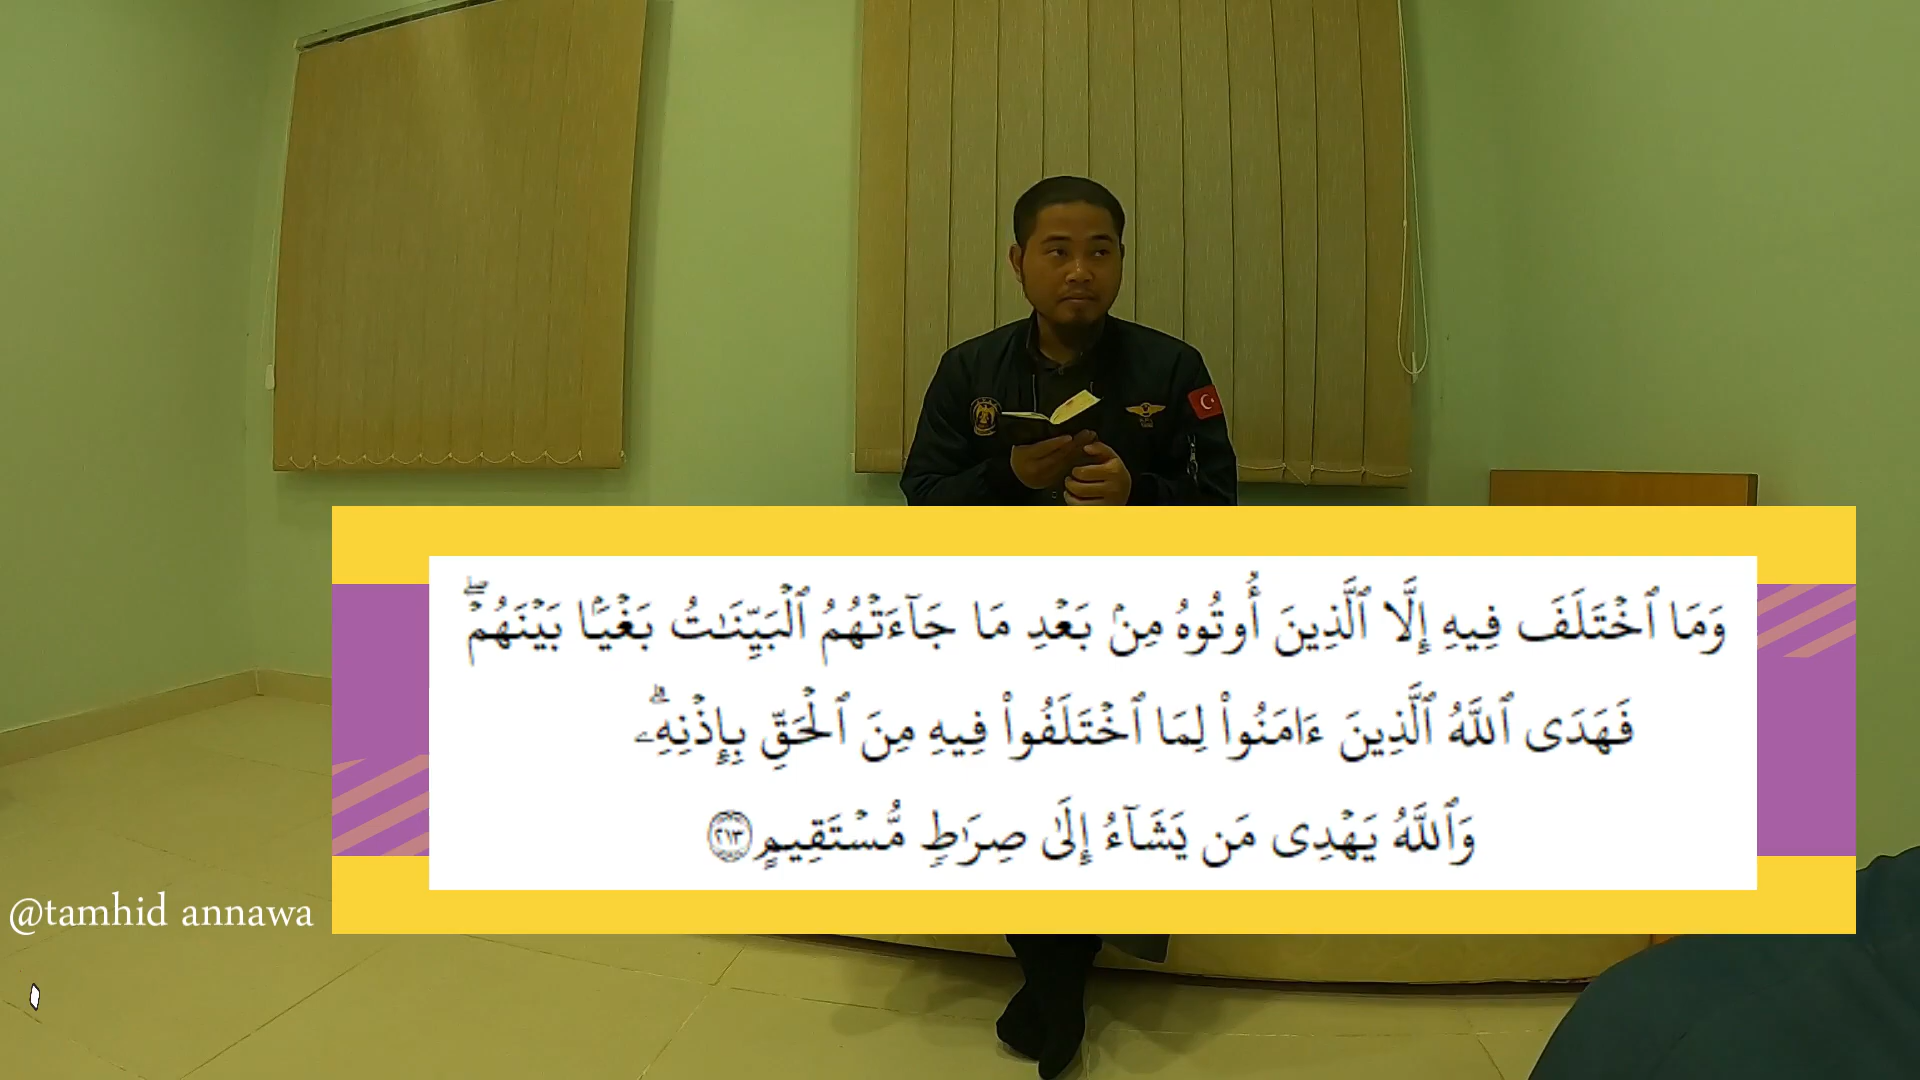 وَمَا ٱخْتَلَفَ فِيهِ إِلَّا ٱلَّذِينَ أُوتُوهُ مِنۢ بَعْدِ مَا جَآءَتْهُمُ ٱلْبَيِّنَـٰتُ بَغْيًۢا بَيْنَهُمْ ۖ
فَهَدَى ٱللَّهُ ٱلَّذِينَ ءَامَنُوا۟ لِمَا ٱخْتَلَفُوا۟ فِيهِ مِنَ ٱلْحَقِّ بِإِذْنِهِۦ ۗ
وَٱللَّهُ يَهْدِى مَن يَشَآءُ إِلَىٰ صِرَٰطٍ مُّسْتَقِيمٍ ٢١٣
@tamhid annawa